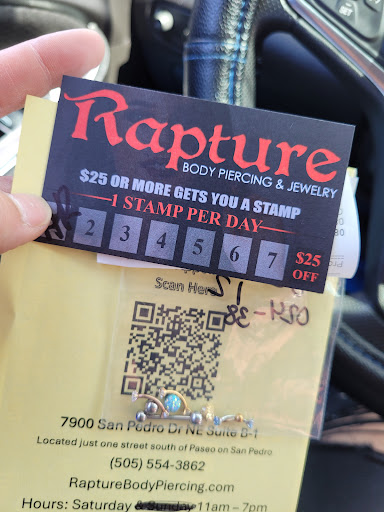 Rapture
BODY PIERCING & JEWELRY
$25 OR MORE GETS YOU A STAMP
1 STAMP PER DAY
2 3 4 5 6 7 $25 OFF
Scan Here
7900 San Pedro Dr NE Suite B-1
Located just one street south of Paseo on San Pedro
(505) 554-3862
RaptureBodyPiercing.com
Hours: Saturday & Sunday 11am – 7pm